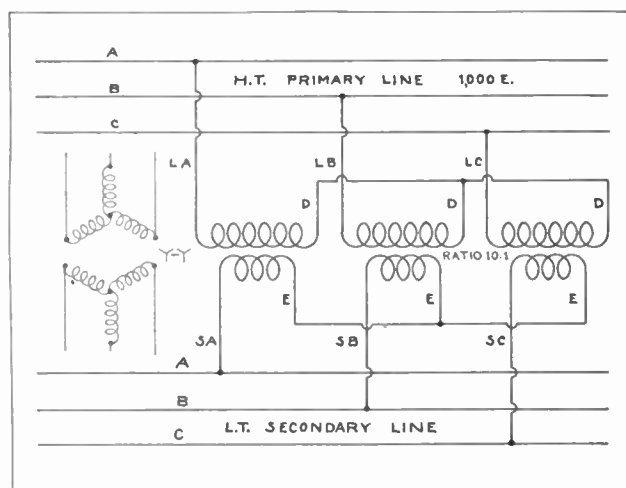 A
H.T. PRIMARY LINE 1,000 E.
B
C
LA LB LC
D D D
Y-Y
RATIO 10:1
E E E
SA SB SC
A
B
C L.T. SECONDARY LINE